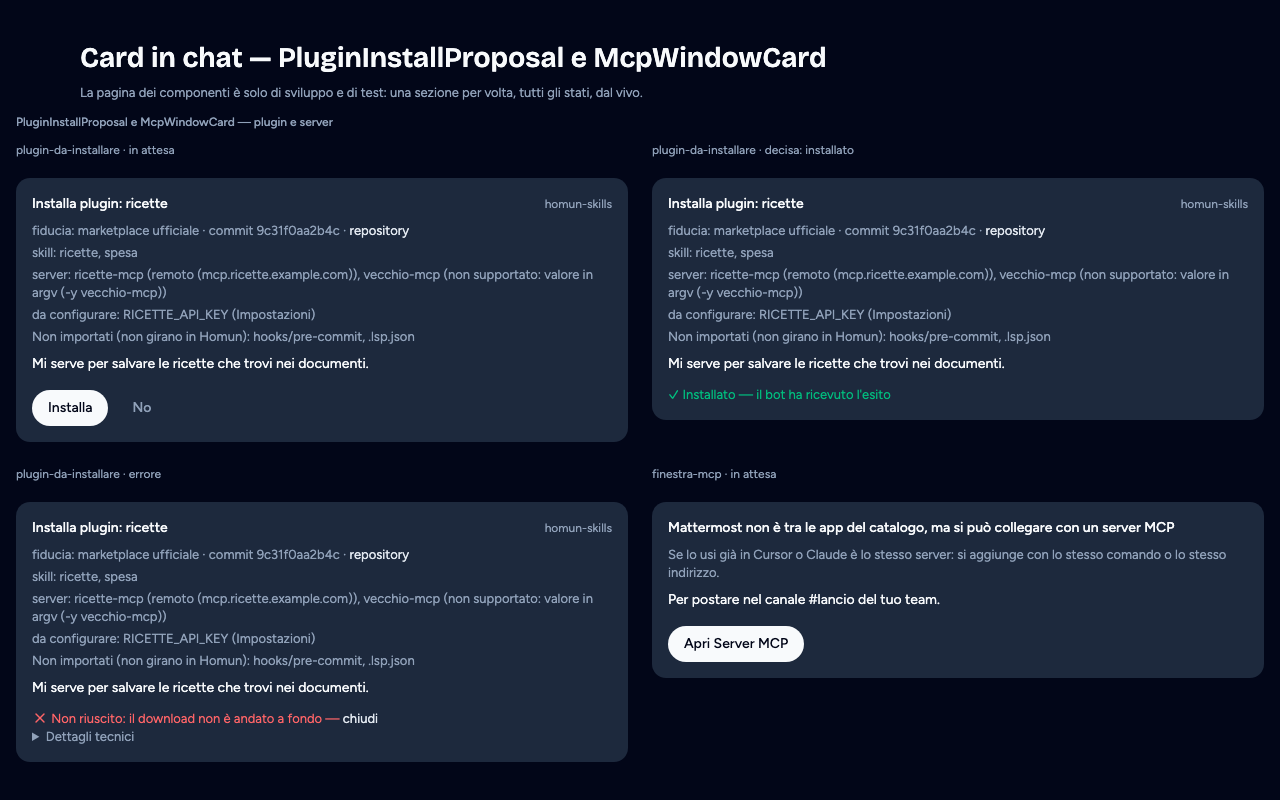 Card in chat — PluginInstallProposal e McpWindowCard
La pagina dei componenti è solo di sviluppo e di test: una sezione per volta, tutti gli stati, dal vivo.
PluginInstallProposal e McpWindowCard — plugin e server
plugin-da-installare · in attesa
Installa plugin: ricette
homun-skills
fiducia: marketplace ufficiale · commit 9c31f0aa2b4c · repository
skill: ricette, spesa
server: ricette-mcp (remoto (mcp.ricette.example.com)), vecchio-mcp (non supportato: valore in
argv (-y vecchio-mcp))
da configurare: RICETTE_API_KEY (Impostazioni)
Non importati (non girano in Homun): hooks/pre-commit, .lsp.json
Mi serve per salvare le ricette che trovi nei documenti.
Installa
No
plugin-da-installare · decisa: installato
Installa plugin: ricette
homun-skills
fiducia: marketplace ufficiale · commit 9c31f0aa2b4c · repository
skill: ricette, spesa
server: ricette-mcp (remoto (mcp.ricette.example.com)), vecchio-mcp (non supportato: valore in
argv (-y vecchio-mcp))
da configurare: RICETTE_API_KEY (Impostazioni)
Non importati (non girano in Homun): hooks/pre-commit, .lsp.json
Mi serve per salvare le ricette che trovi nei documenti.
✓ Installato — il bot ha ricevuto l'esito
plugin-da-installare · errore
Installa plugin: ricette
homun-skills
fiducia: marketplace ufficiale · commit 9c31f0aa2b4c · repository
skill: ricette, spesa
server: ricette-mcp (remoto (mcp.ricette.example.com)), vecchio-mcp (non supportato: valore in
argv (-y vecchio-mcp))
da configurare: RICETTE_API_KEY (Impostazioni)
Non importati (non girano in Homun): hooks/pre-commit, .lsp.json
Mi serve per salvare le ricette che trovi nei documenti.
✕ Non riuscito: il download non è andato a fondo — chiudi
▶ Dettagli tecnici
finestra-mcp · in attesa
Mattermost non è tra le app del catalogo, ma si può collegare con un server MCP
Se lo usi già in Cursor o Claude è lo stesso server: si aggiunge con lo stesso comando o lo stesso
indirizzo.
Per postare nel canale #lancio del tuo team.
Apri Server MCP